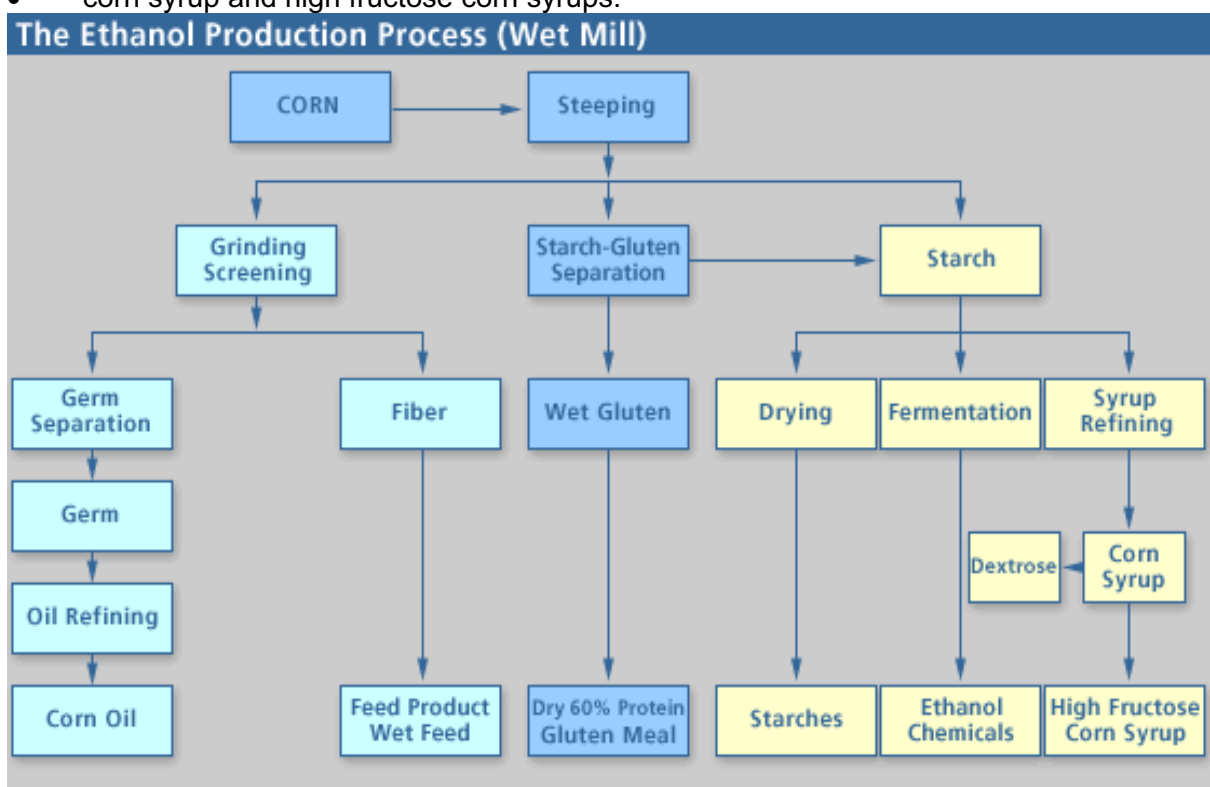 • corn syrup and high fructose corn syrups.
The Ethanol Production Process (Wet Mill)
CORN
Steeping
Grinding
Screening
Starch-Gluten
Separation
Starch
Germ
Separation
Fiber
Wet Gluten
Drying
Fermentation
Syrup
Refining
Germ
Dextrose
Corn
Syrup
Oil Refining
Corn Oil
Feed Product
Wet Feed
Dry 60% Protein
Gluten Meal
Starches
Ethanol
Chemicals
High Fructose
Corn Syrup